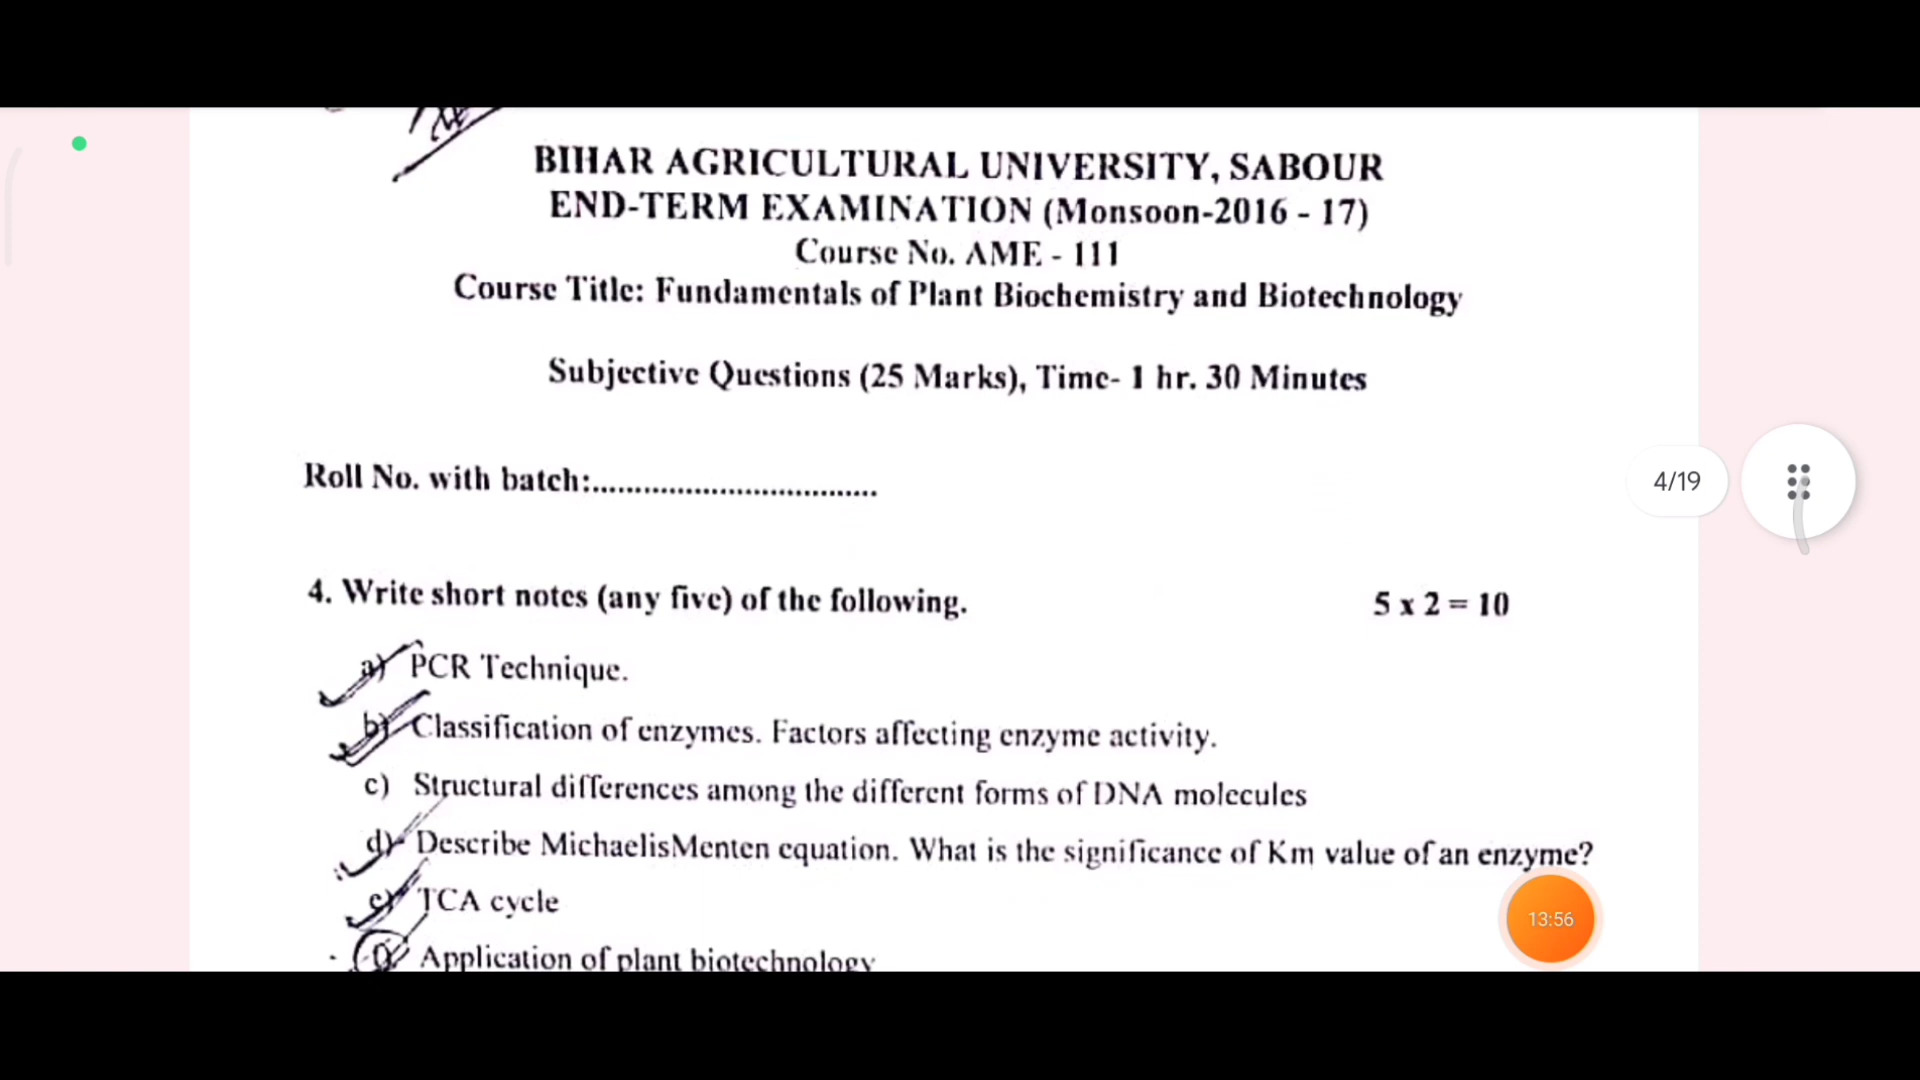 BIHAR AGRICULTURAL UNIVERSITY, SABOUR
END-TERM EXAMINATION (Monsoon-2016 - 17)
Course No. AME - 111
Course Title: Fundamentals of Plant Biochemistry and Biotechnology
Subjective Questions (25 Marks), Time- 1 hr. 30 Minutes
Roll No. with batch:..................................
4/19
4. Write short notes (any five) of the following. 5 x 2 = 10
a) PCR Technique.
b) Classification of enzymes. Factors affecting enzyme activity.
c) Structural differences among the different forms of DNA molecules
d) Describe MichaelisMenten equation. What is the significance of Km value of an enzyme?
e) TCA cycle
13:56
Application of plant biotechnology